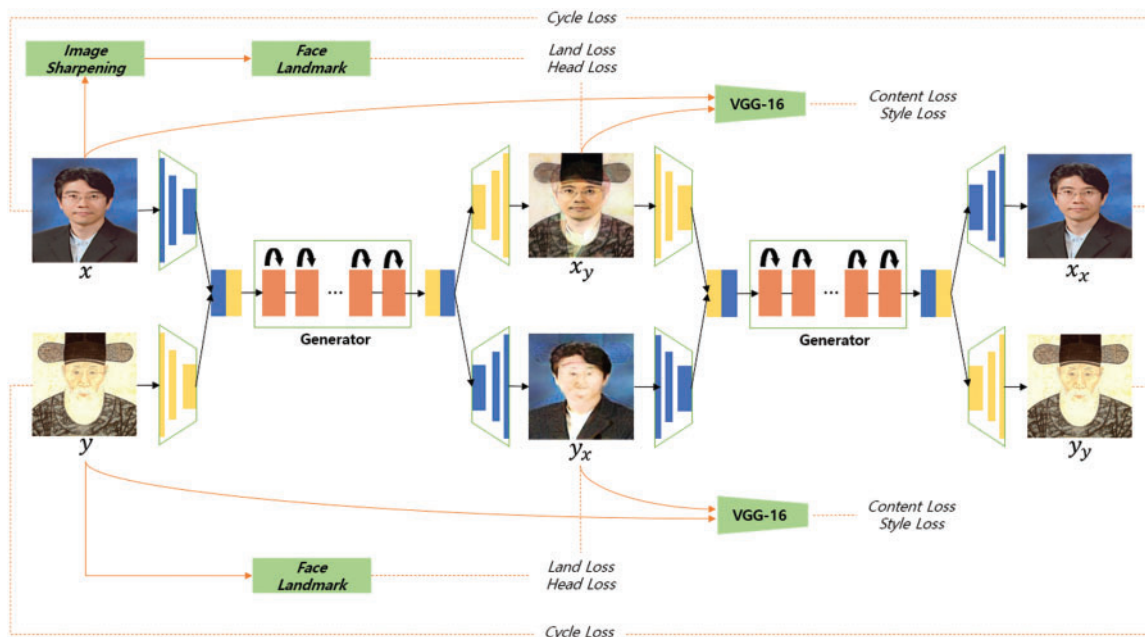 Cycle Loss
Image
Sharpening
Face
Landmark
Land Loss
Head Loss
VGG-16
Content Loss
Style Loss
x
x_y
x_x
...
...
Generator
Generator
y
y_x
y_y
VGG-16
Content Loss
Style Loss
Face
Landmark
Land Loss
Head Loss
Cycle Loss